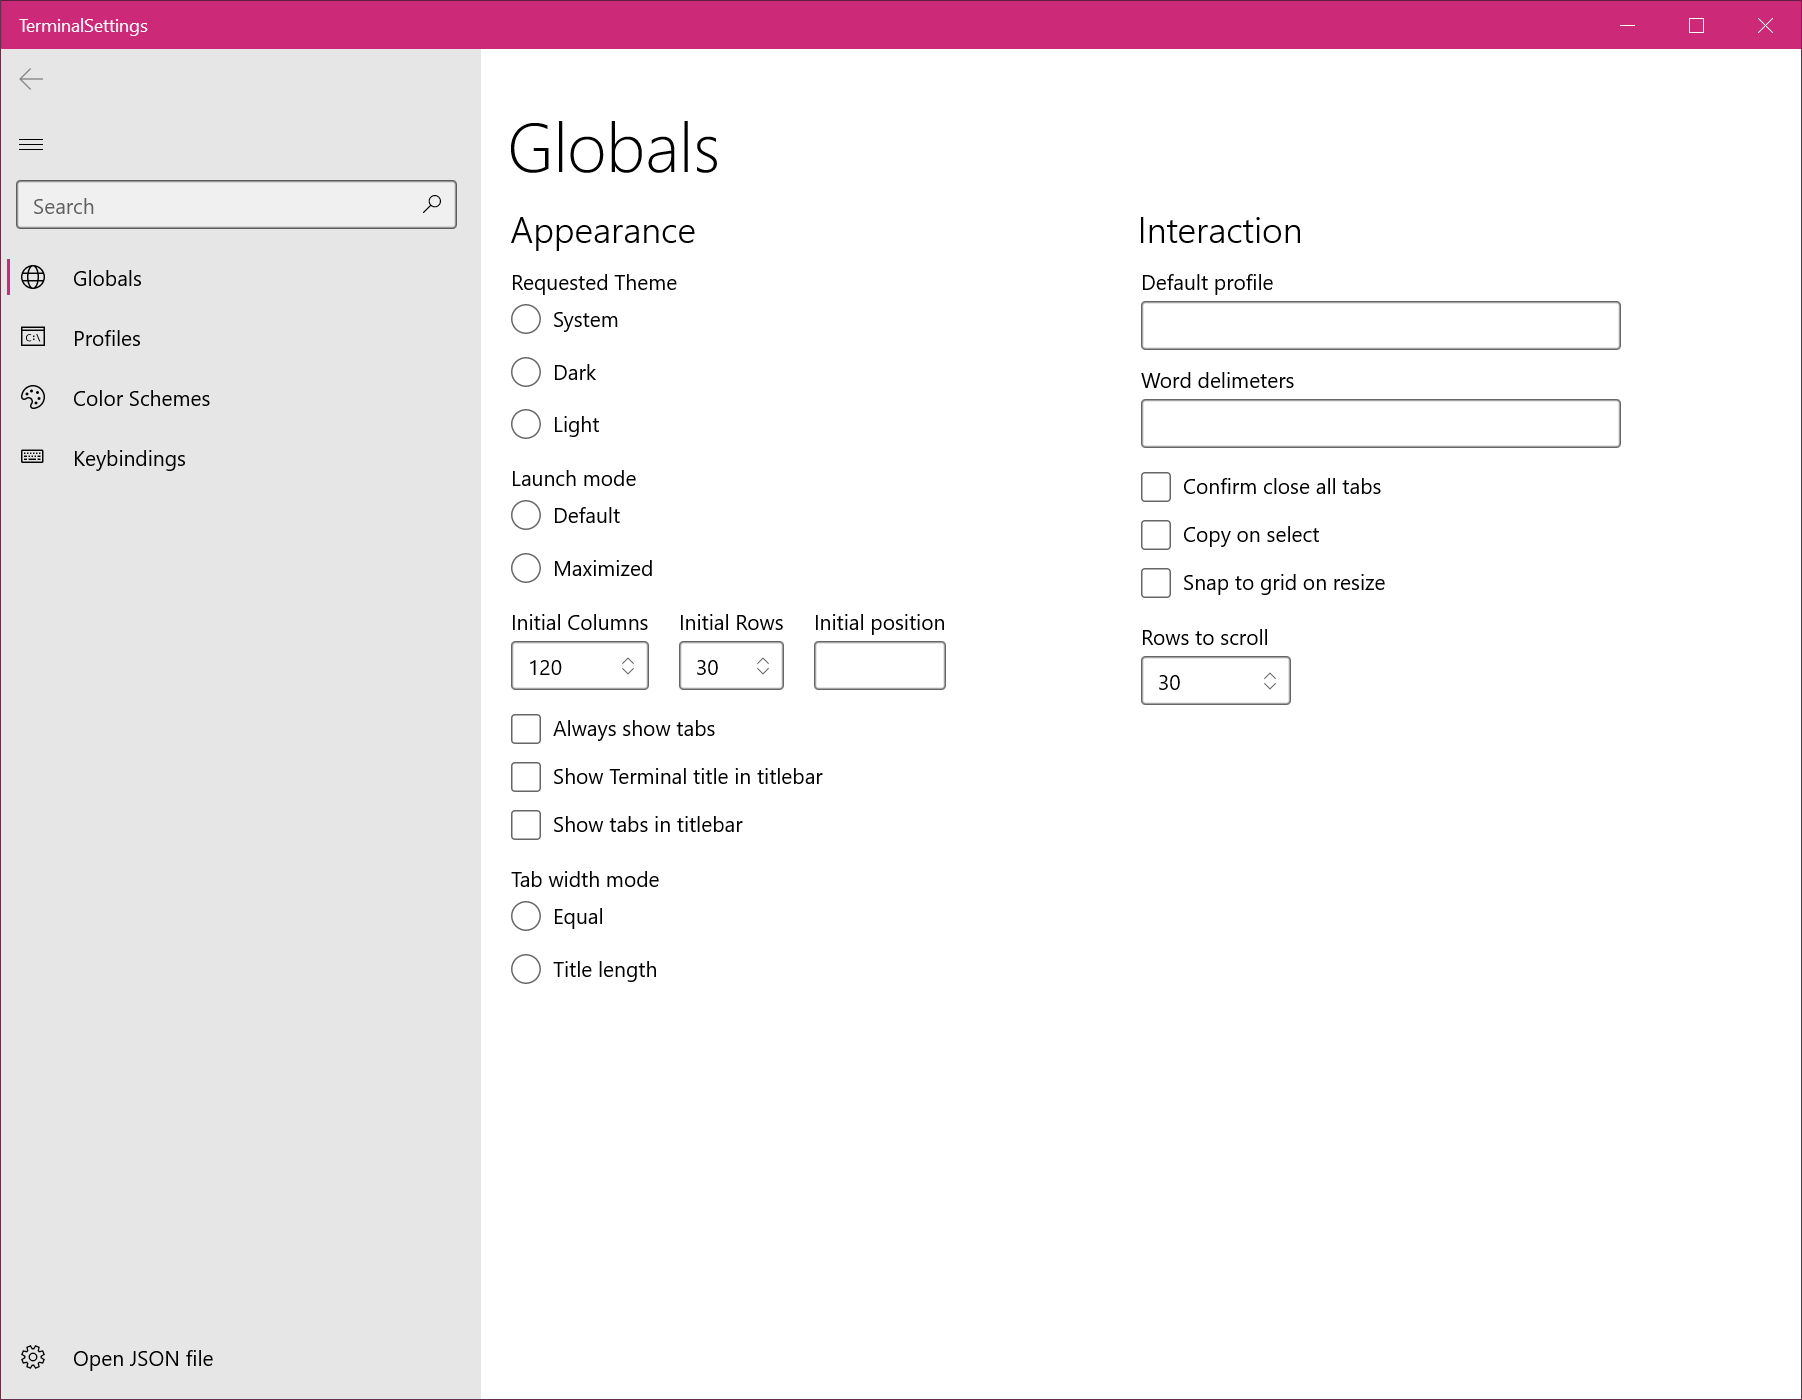 TerminalSettings
Search
Globals
Profiles
Color Schemes
Keybindings
Open JSON file
Globals
Appearance
Requested Theme
System
Dark
Light
Launch mode
Default
Maximized
Initial Columns Initial Rows Initial position
120 30
Always show tabs
Show Terminal title in titlebar
Show tabs in titlebar
Tab width mode
Equal
Title length
Interaction
Default profile
Word delimeters
Confirm close all tabs
Copy on select
Snap to grid on resize
Rows to scroll
30